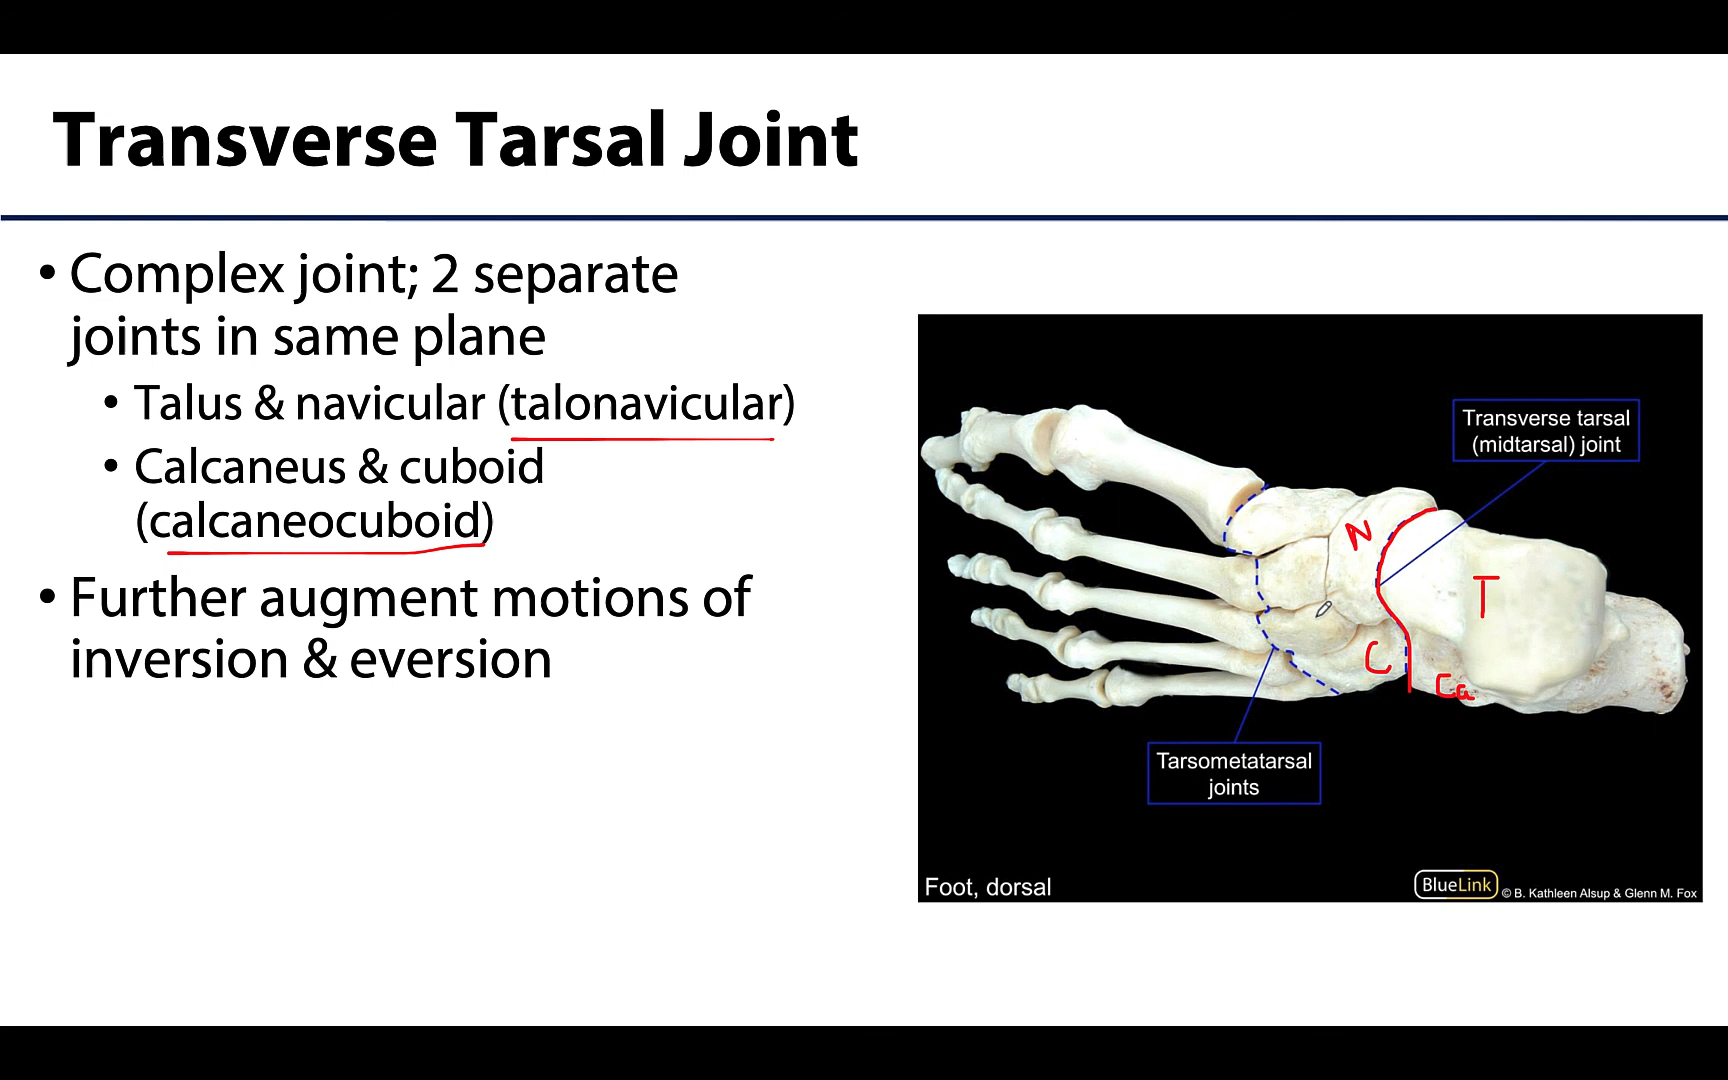 Transverse Tarsal Joint
• Complex joint; 2 separate
joints in same plane
• Talus & navicular (talonavicular)
• Calcaneus & cuboid
(calcaneocuboid)
• Further augment motions of
inversion & eversion
Transverse tarsal
(midtarsal) joint
N
T
C
Ca
Tarsometatarsal
joints
Foot, dorsal
BlueLink
© B. Kathleen Alsup & Glenn M. Fox